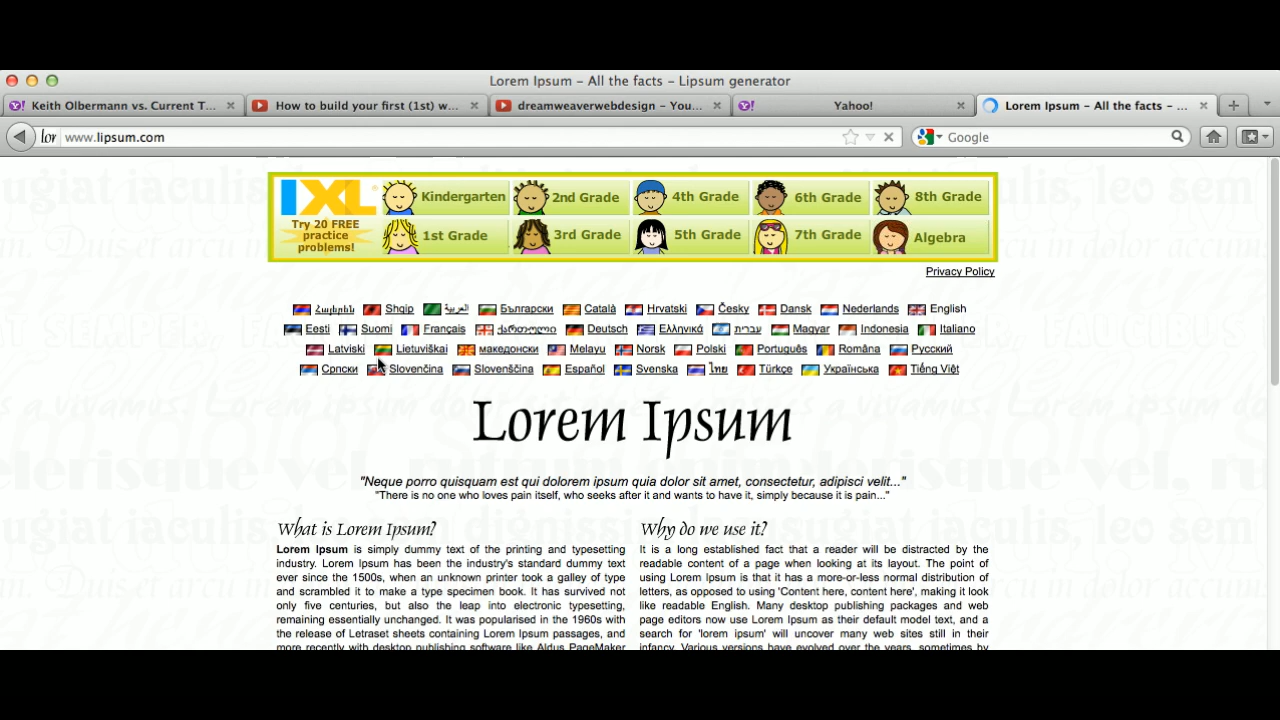 Lorem Ipsum – All the facts – Lipsum generator
Keith Olbermann vs. Current T... How to build your first (1st) w... dreamweaverwebdesign – You... Yahoo! Lorem Ipsum – All the facts – ...
lor www.lipsum.com Google
IXL Kindergarten 2nd Grade 4th Grade 6th Grade 8th Grade
Try 20 FREE
practice
problems!
1st Grade 3rd Grade 5th Grade 7th Grade Algebra
Privacy Policy
Հայերեն Shqip العربية Български Català Hrvatski Česky Dansk Nederlands English
Eesti Suomi Français ქართული Deutsch Ελληνικά עברית Magyar Indonesia Italiano
Latviski Lietuviškai македонски Melayu Norsk Polski Português Româna Русский
Српски Slovenčina Slovenščina Español Svenska ไทย Türkçe Українська Tiếng Việt
Lorem Ipsum
"Neque porro quisquam est qui dolorem ipsum quia dolor sit amet, consectetur, adipisci velit..."
"There is no one who loves pain itself, who seeks after it and wants to have it, simply because it is pain..."
What is Lorem Ipsum?
Lorem Ipsum is simply dummy text of the printing and typesetting
industry. Lorem Ipsum has been the industry's standard dummy text
ever since the 1500s, when an unknown printer took a galley of type
and scrambled it to make a type specimen book. It has survived not
only five centuries, but also the leap into electronic typesetting,
remaining essentially unchanged. It was popularised in the 1960s with
the release of Letraset sheets containing Lorem Ipsum passages, and
more recently with desktop publishing software like Aldus PageMaker
Why do we use it?
It is a long established fact that a reader will be distracted by the
readable content of a page when looking at its layout. The point of
using Lorem Ipsum is that it has a more-or-less normal distribution of
letters, as opposed to using 'Content here, content here', making it look
like readable English. Many desktop publishing packages and web
page editors now use Lorem Ipsum as their default model text, and a
search for 'lorem ipsum' will uncover many web sites still in their
infancy. Various versions have evolved over the years, sometimes by